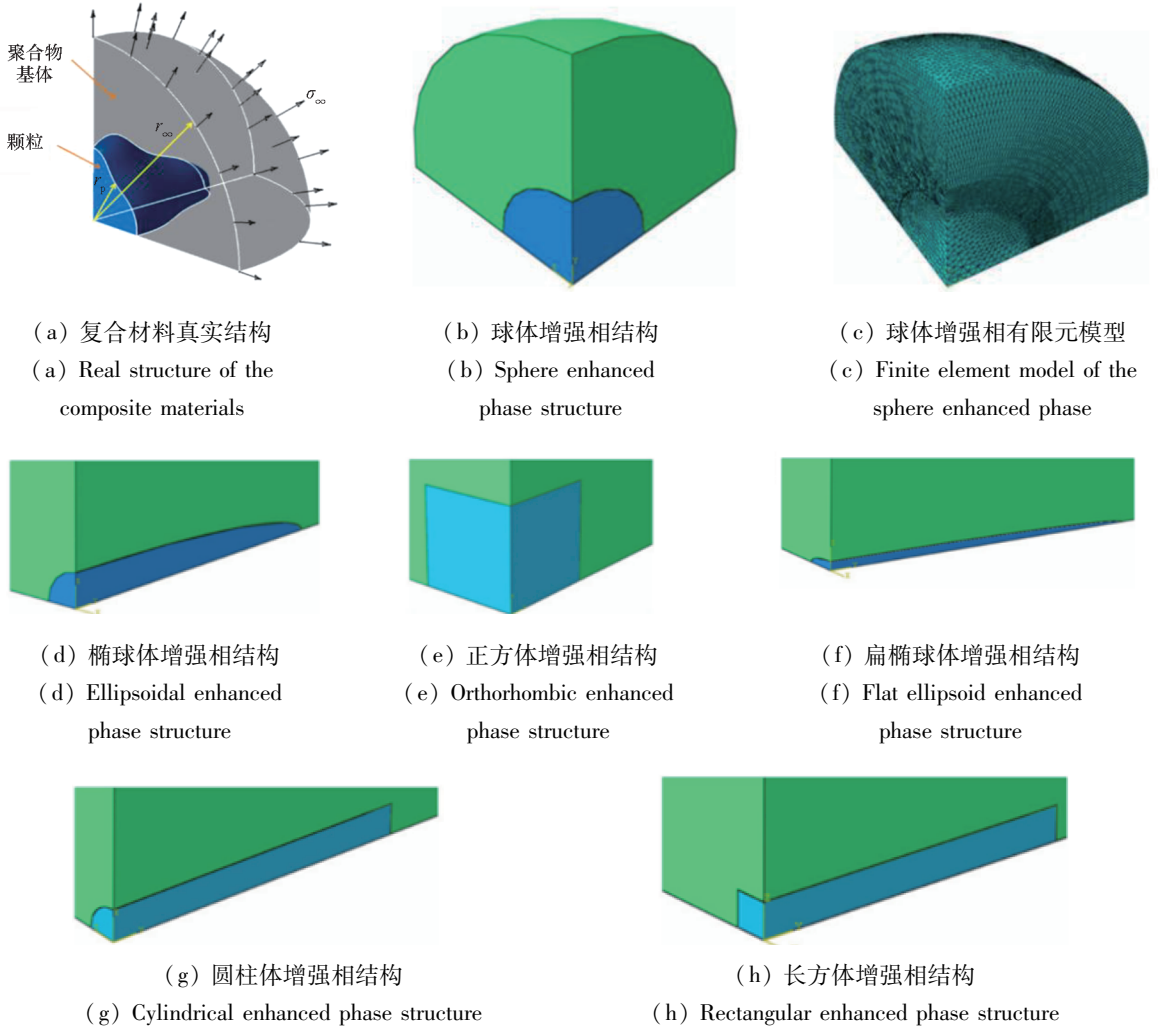 聚合物
基体
颗粒
σ∞
r∞
rp
(a) 复合材料真实结构
(a) Real structure of the
composite materials
(b) 球体增强相结构
(b) Sphere enhanced
phase structure
(c) 球体增强相有限元模型
(c) Finite element model of the
sphere enhanced phase
(d) 椭球体增强相结构
(d) Ellipsoidal enhanced
phase structure
(e) 正方体增强相结构
(e) Orthorhombic enhanced
phase structure
(f) 扁椭球体增强相结构
(f) Flat ellipsoid enhanced
phase structure
(g) 圆柱体增强相结构
(g) Cylindrical enhanced phase structure
(h) 长方体增强相结构
(h) Rectangular enhanced phase structure